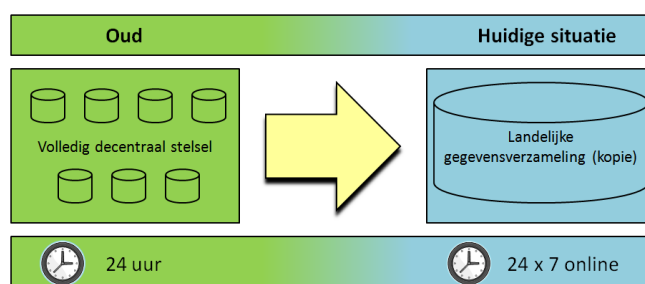 Oud
Huidige situatie
Volledig decentraal stelsel
Landelijke
gegevensverzameling (kopie)
24 uur
24 x 7 online